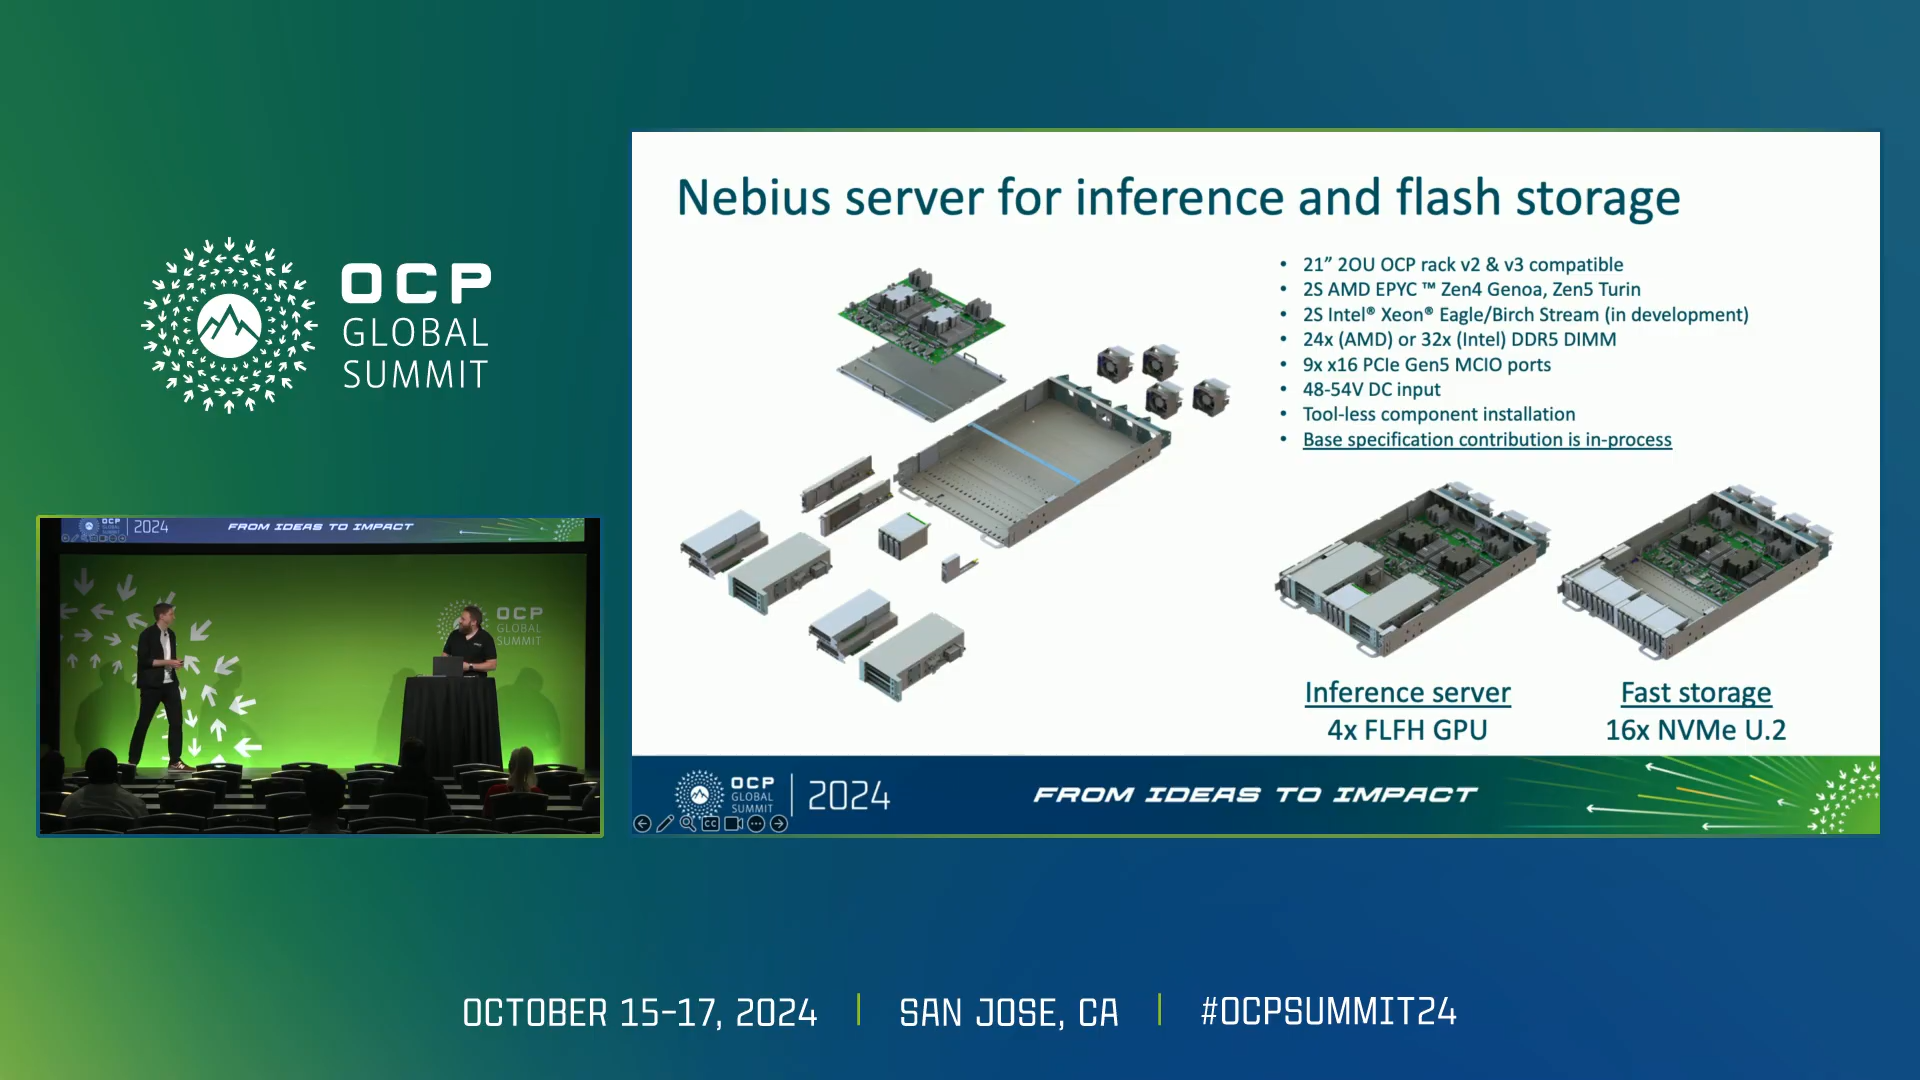 OCP
GLOBAL
SUMMIT
OCP
2024
FROM IDEAS TO IMPACT
OCP
GLOBAL
SUMMIT
Nebius server for inference and flash storage
• 21” 2OU OCP rack v2 & v3 compatible
• 2S AMD EPYC ™ Zen4 Genoa, Zen5 Turin
• 2S Intel® Xeon® Eagle/Birch Stream (in development)
• 24x (AMD) or 32x (Intel) DDR5 DIMM
• 9x x16 PCIe Gen5 MCIO ports
• 48-54V DC input
• Tool-less component installation
• Base specification contribution is in-process
Inference server
4x FLFH GPU
Fast storage
16x NVMe U.2
OCP
GLOBAL
SUMMIT
2024
FROM IDEAS TO IMPACT
CC
OCTOBER 15-17, 2024 | SAN JOSE, CA | #OCPSUMMIT24